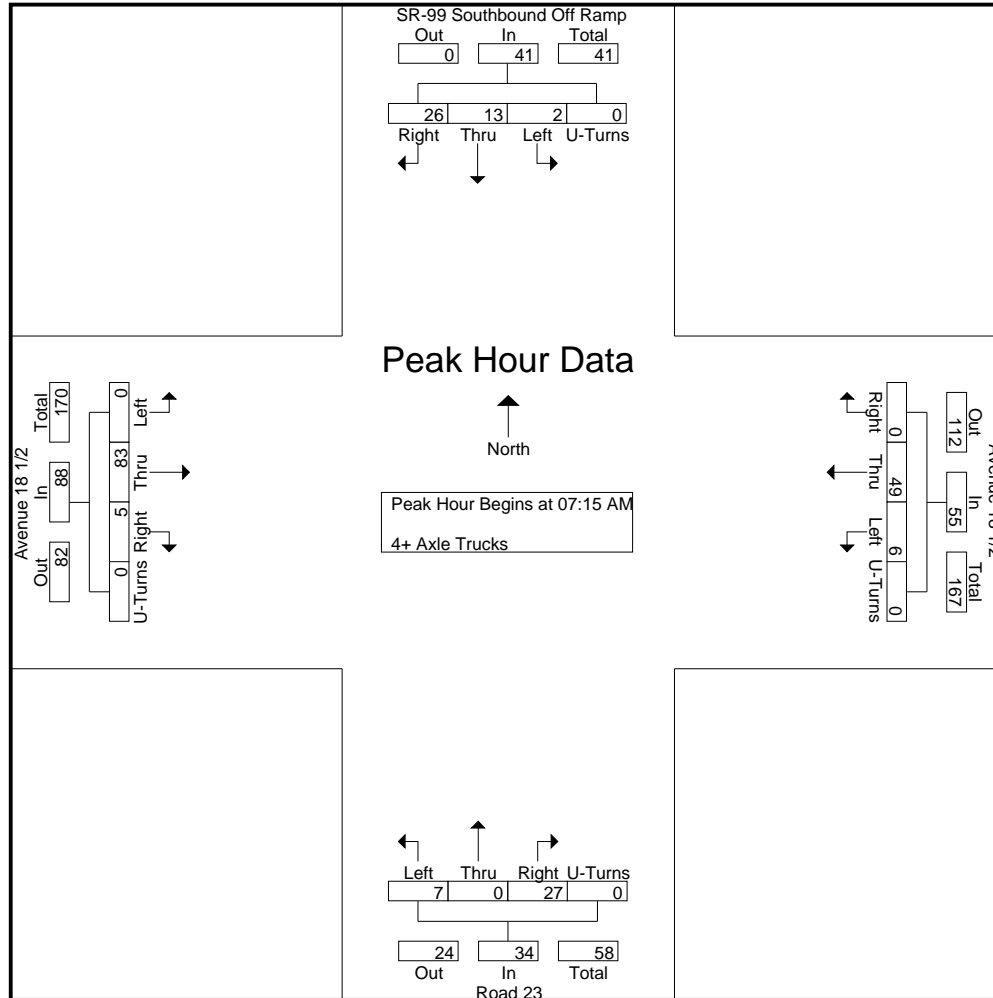 SR-99 Southbound Off Ramp
Out In Total
0 41 41
26 13 2 0
Right Thru Left U-Turns
Peak Hour Data
North
Peak Hour Begins at 07:15 AM
4+ Axle Trucks
Avenue 18 1/2
Out In Total
82 88 170
0 83 5 0
Left Thru Right U-Turns
Out In Total
112 55 167
0 49 6 0
Right Thru Left U-Turns
Left Thru Right U-Turns
7 0 27 0
24 34 58
Out In Total
Road 23